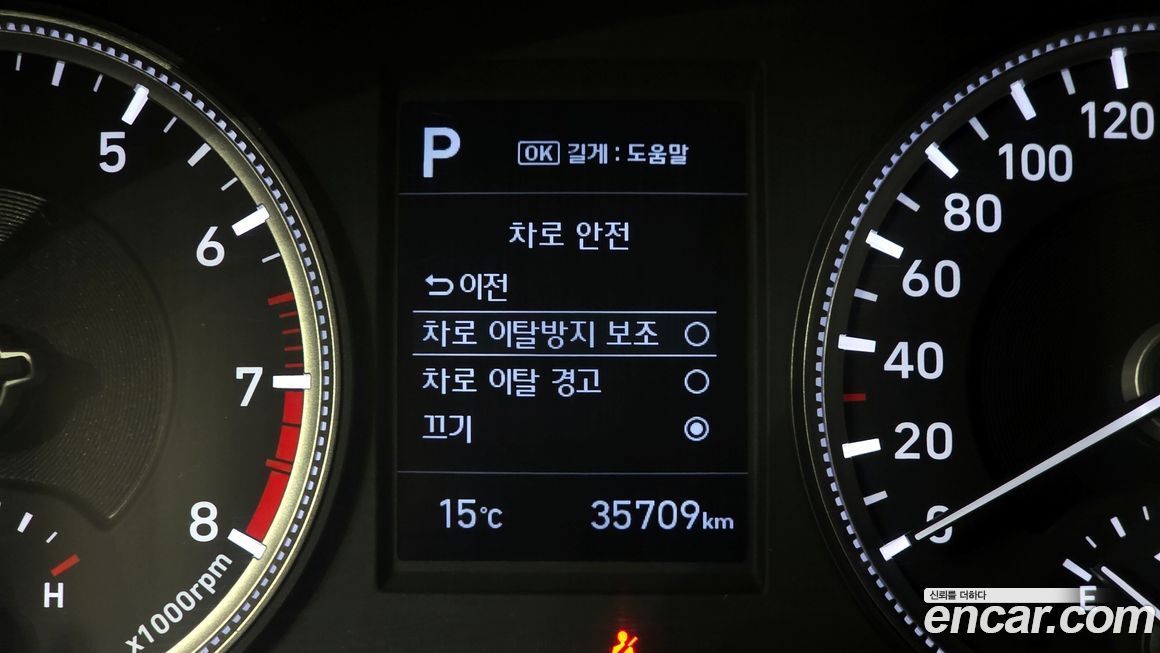 5
6
7
8
x1000rpm
H
P
OK 길게 : 도움말
차로 안전
이전
차로 이탈방지 보조
차로 이탈 경고
끄기
15℃ 35709km
120
100
80
60
40
20
0
E
신뢰를 더하다
encar.com